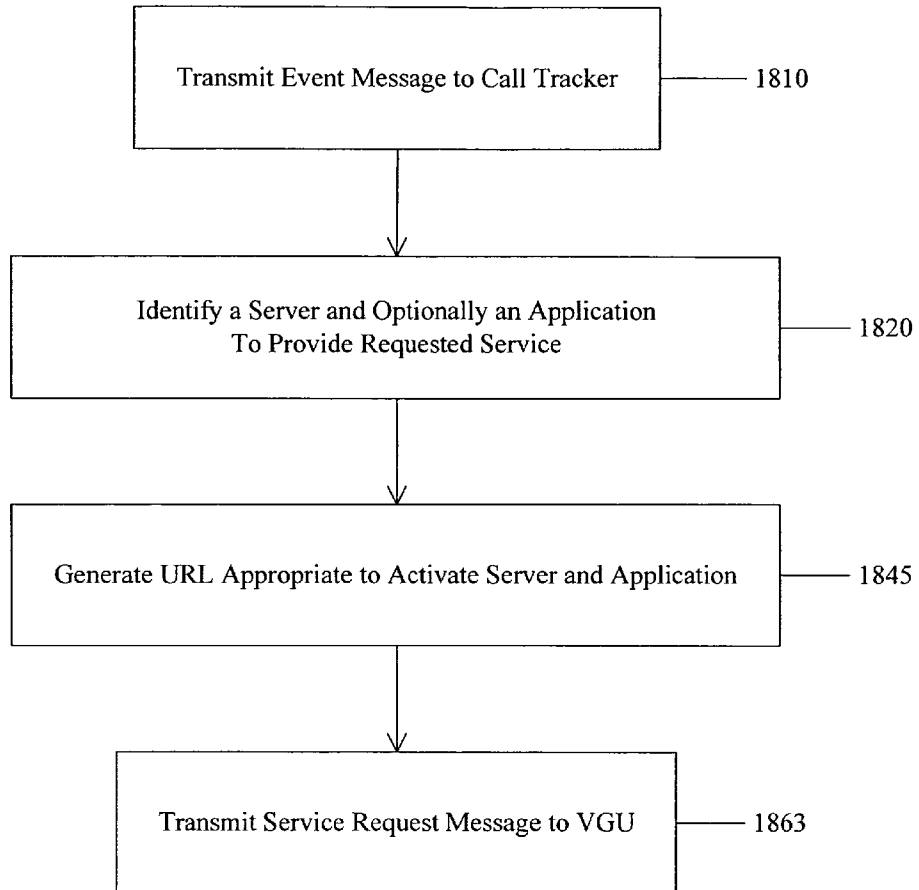 Transmit Event Message to Call Tracker
1810
Identify a Server and Optionally an Application
To Provide Requested Service
1820
Generate URL Appropriate to Activate Server and Application
1845
Transmit Service Request Message to VGU
1863